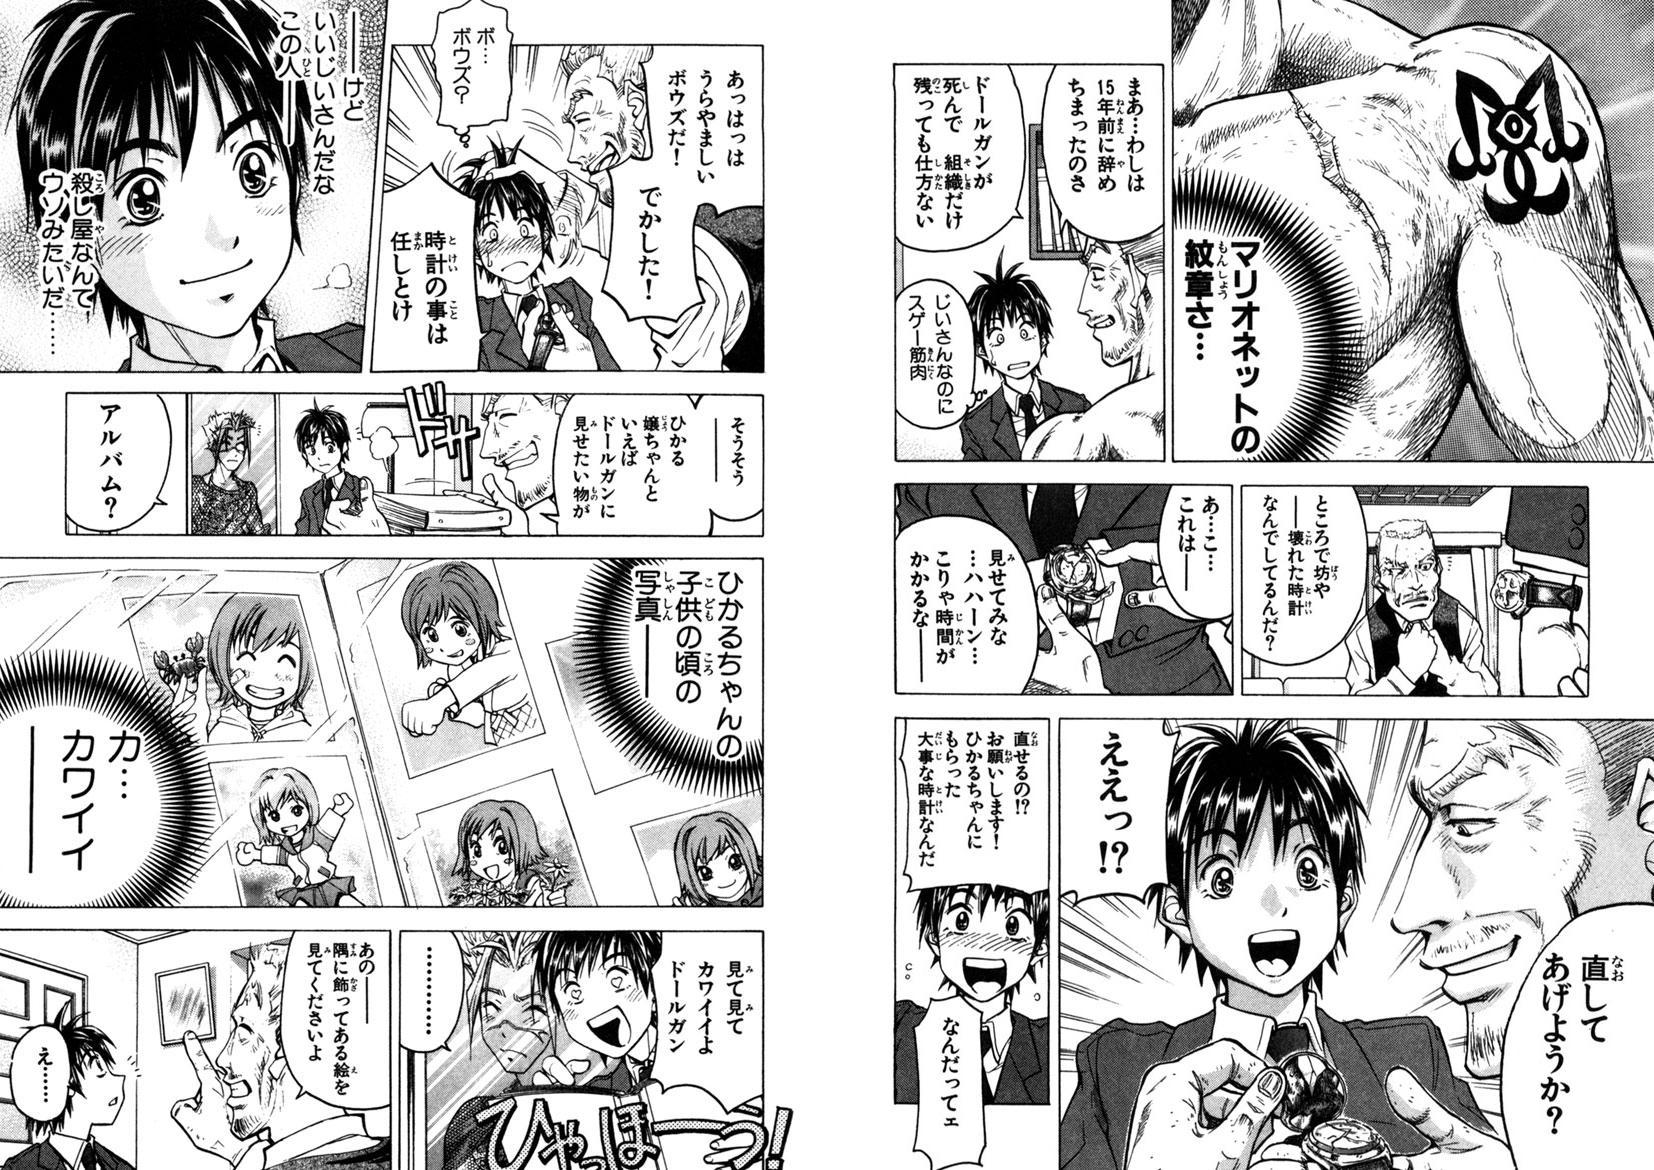 マリオネットの
紋章さ…
まあ…わしは
15年前に辞め
ちまったのさ
ドールガンが
死んで 組織だけ
残っても仕方ない
じいさんなのに
スゲー筋肉
ところで坊や
――壊れた時計
なんでしてるんだ?
あ…こ…
これは――
見せてみな
…ハハーン…
こりゃ時間が
かかるな――
直して
あげようか?
ええっ!?
直せるの!?
お願いします!
ひかるちゃんに
もらった
大事な時計なんだ
なんだってェ
あっはっは
うらやましい
ボウズだ!
でかした!
ボ…
ボウズ?
時計の事は
任しとけ
――けど
いいじいさんだな
この人――
殺し屋なんて
ウソみたいだ……
そうそう――
ひかる
嬢ちゃんと
いえば
ドールガンに
見せたい物が
ドサドサ
アルバム?
ひかるちゃんの
子供の頃の
写真――
カ…
カワイイ――
見て見て
カワイイよ
ドールガン
………
ひゃっほーう!
あの――
隅に飾ってある絵を
見てくださいよ
え……